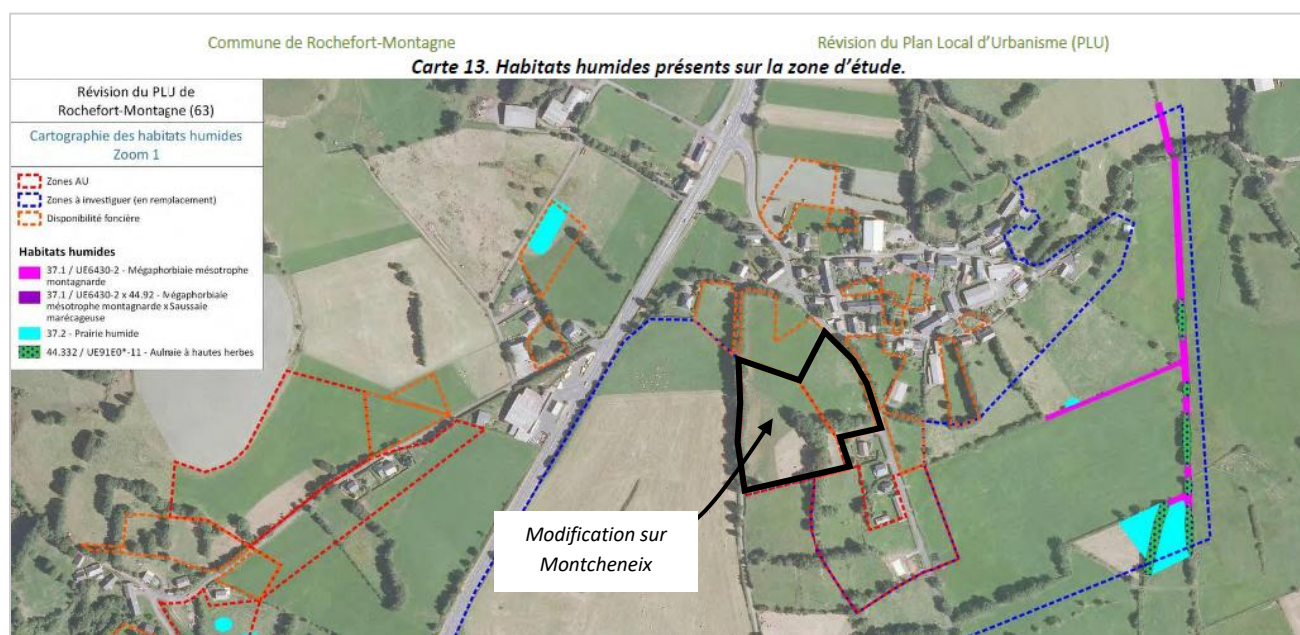 Commune de Rochefort-Montagne
Révision du Plan Local d'Urbanisme (PLU)
Carte 13. Habitats humides présents sur la zone d'étude.
Révision du PLU de
Rochefort-Montagne (63)
Cartographie des habitats humides
Zoom 1
Zones AU
Zones à investiguer (en remplacement)
Disponibilité foncière
Habitats humides
37.1 / UE6430-2 - Mégaphorbiaie mésotrophe
montagnarde
37.1 / UE6430-2 x 44.92 - Mégaphorbiaie
mésotrophe montagnarde x Saussaie
marécageuse
37.2 - Prairie humide
44.332 / UE91E0*-11 - Aulnaie à hautes herbes
Modification sur
Montcheneix